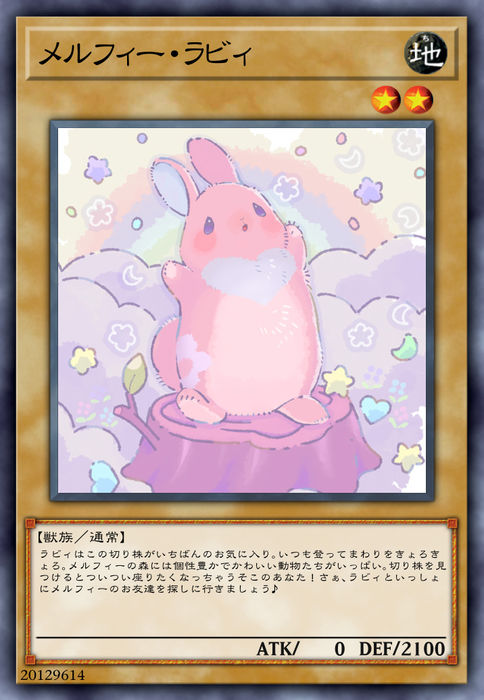 メルフィー・ラビィ
地
ち
【獣族／通常】
ラビィはこの切り株がいちばんのお気に入り。いつも登ってまわりをきょろき
ょろ。メルフィーの森には個性豊かでかわいい動物たちがいっぱい。切り株を見
つけるとついつい座りたくなっちゃうそこのあなた！さぁ、ラビィといっしょ
にメルフィーのお友達を探しに行きましょう♪
ATK/ 0 DEF/2100
20129614